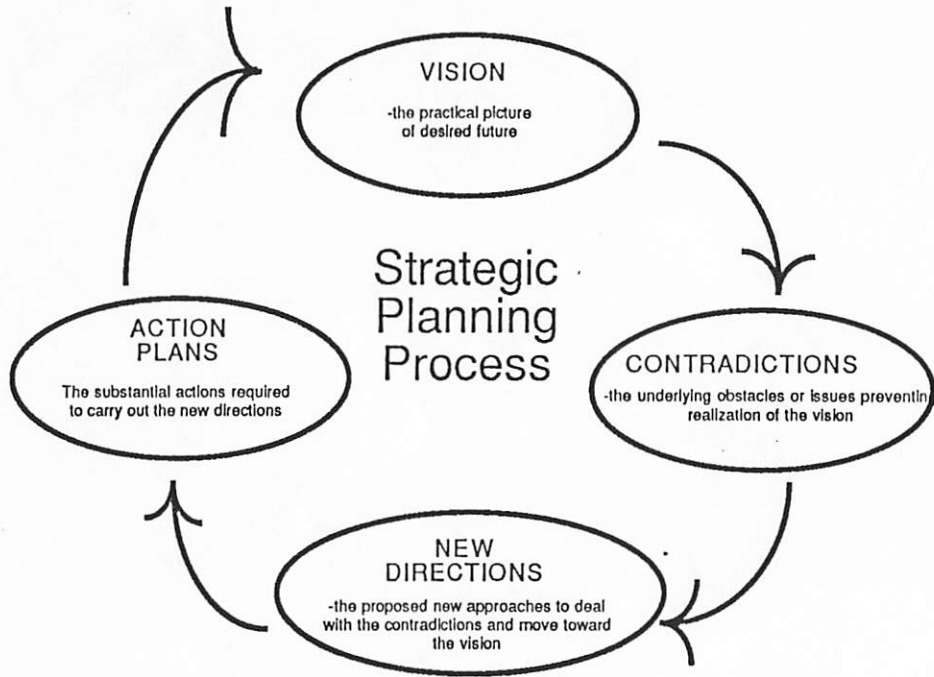 VISION
-the practical picture
of desired future
Strategic
Planning
Process
CONTRADICTIONS
-the underlying obstacles or issues preventin
realization of the vision
NEW
DIRECTIONS
-the proposed new approaches to deal
with the contradictions and move toward
the vision
ACTION
PLANS
The substantial actions required
to carry out the new directions